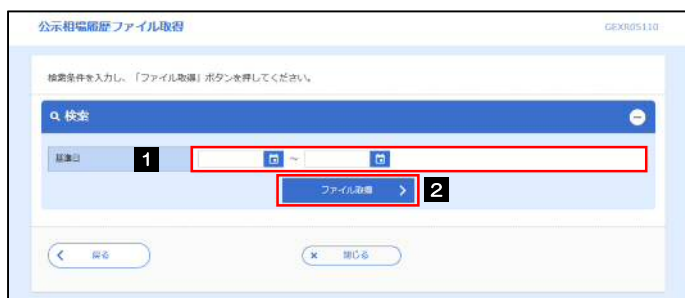 公示相場履歴ファイル取得
GEXR05110
検索条件を入力し、「ファイル取得」ボタンを押してください。
検索
基準日 1 ～
ファイル取得 2
戻る × 閉じる